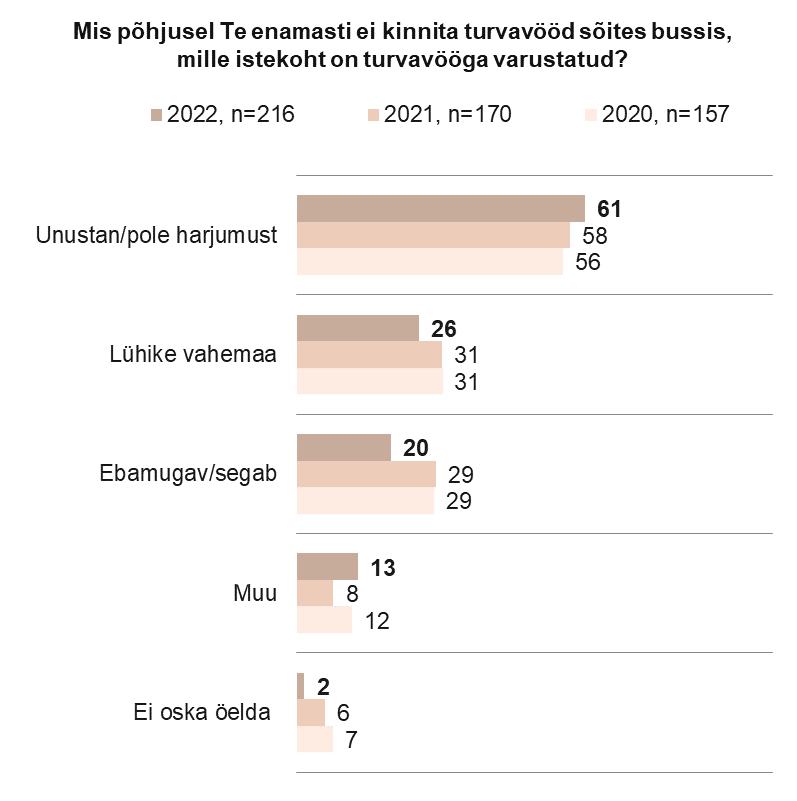 Mis põhjusel Te enamasti ei kinnita turvavööd sõites bussis,
mille istekoht on turvavööga varustatud?
2022, n=216 2021, n=170 2020, n=157
Unustan/pole harjumust
61
58
56
Lühike vahemaa
26
31
31
Ebamugav/segab
20
29
29
Muu
13
8
12
Ei oska öelda
2
6
7